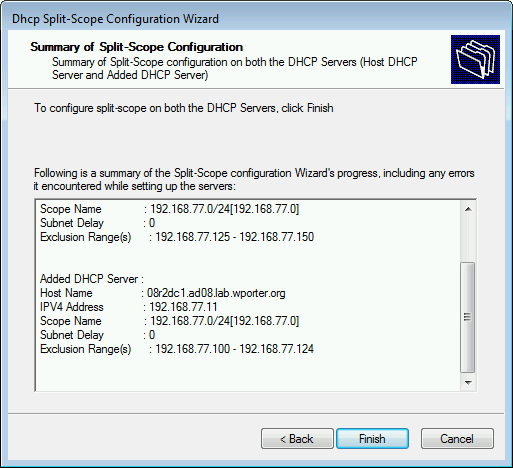 Dhcp Split-Scope Configuration Wizard
Summary of Split-Scope Configuration
Summary of Split-Scope configuration on both the DHCP Servers (Host DHCP
Server and Added DHCP Server)
To configure split-scope on both the DHCP Servers, click Finish
Following is a summary of the Split-Scope configuration Wizard's progress, including any errors
it encountered while setting up the servers:
Scope Name : 192.168.77.0/24[192.168.77.0]
Subnet Delay : 0
Exclusion Range(s) : 192.168.77.125 - 192.168.77.150
Added DHCP Server :
Host Name : 08r2dc1.ad08.lab.wporter.org
IPV4 Address : 192.168.77.11
Scope Name : 192.168.77.0/24[192.168.77.0]
Subnet Delay : 0
Exclusion Range(s) : 192.168.77.100 - 192.168.77.124
< Back Finish Cancel